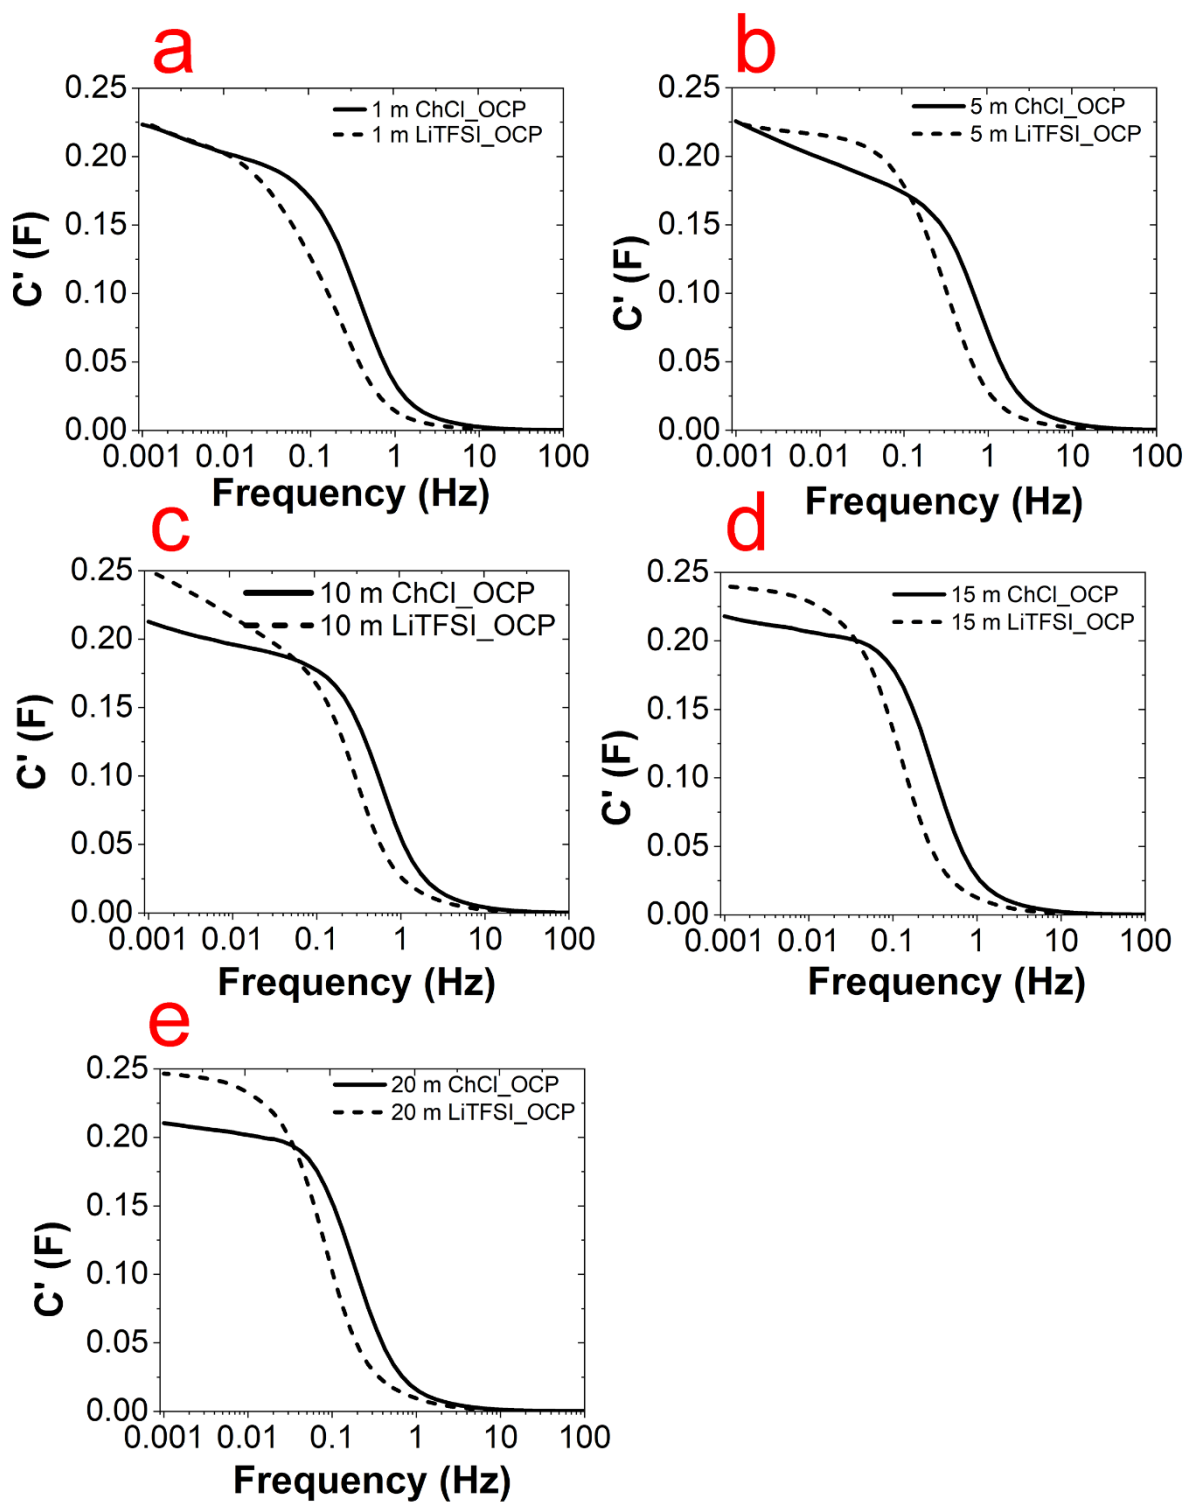 a
0.25
0.20
0.15
0.10
0.05
0.00
C' (F)
1 m ChCl_OCP
1 m LiTFSI_OCP
0.001 0.01 0.1 1 10 100
Frequency (Hz)
b
0.25
0.20
0.15
0.10
0.05
0.00
C' (F)
5 m ChCl_OCP
5 m LiTFSI_OCP
0.001 0.01 0.1 1 10 100
Frequency (Hz)
c
0.25
0.20
0.15
0.10
0.05
0.00
C' (F)
10 m ChCl_OCP
10 m LiTFSI_OCP
0.001 0.01 0.1 1 10 100
Frequency (Hz)
d
0.25
0.20
0.15
0.10
0.05
0.00
C' (F)
15 m ChCl_OCP
15 m LiTFSI_OCP
0.001 0.01 0.1 1 10 100
Frequency (Hz)
e
0.25
0.20
0.15
0.10
0.05
0.00
C' (F)
20 m ChCl_OCP
20 m LiTFSI_OCP
0.001 0.01 0.1 1 10 100
Frequency (Hz)